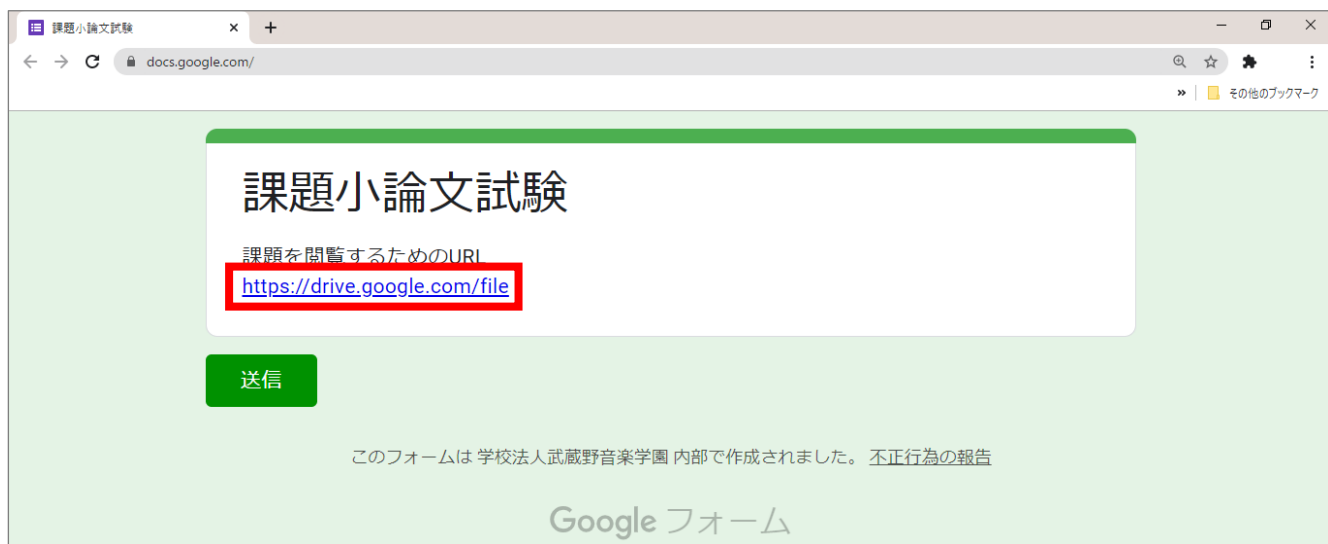 課題小論文試験
docs.google.com/
» その他のブックマーク
課題小論文試験
課題を閲覧するためのURL
https://drive.google.com/file
送信
このフォームは 学校法人武蔵野音楽学園 内部で作成されました。 不正行為の報告
Google フォーム